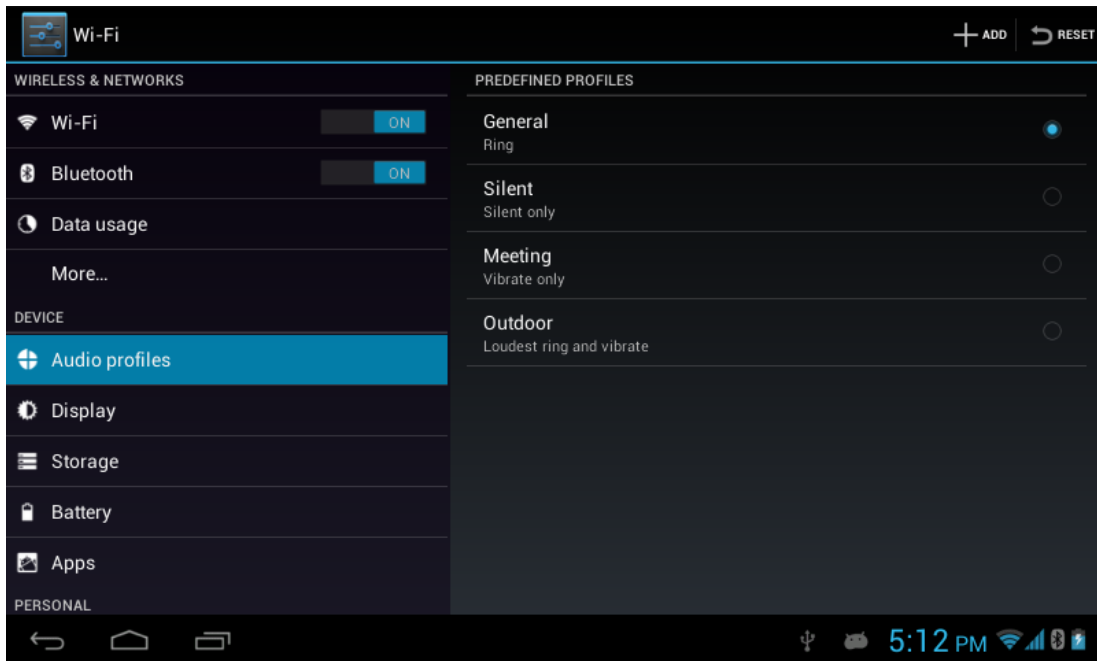 Wi-Fi
ADD
RESET
WIRELESS & NETWORKS
Wi-Fi ON
Bluetooth ON
Data usage
More...
DEVICE
Audio profiles
Display
Storage
Battery
Apps
PERSONAL
PREDEFINED PROFILES
General
Ring
Silent
Silent only
Meeting
Vibrate only
Outdoor
Loudest ring and vibrate
5:12 PM